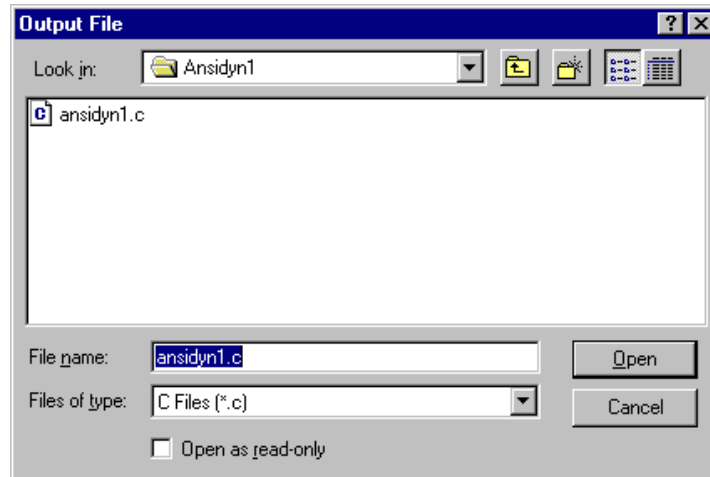 Output File
Look in: Ansidyn1
ansidyn1.c
File name: ansidyn1.c Open
Files of type: C Files (*.c) Cancel
Open as read-only